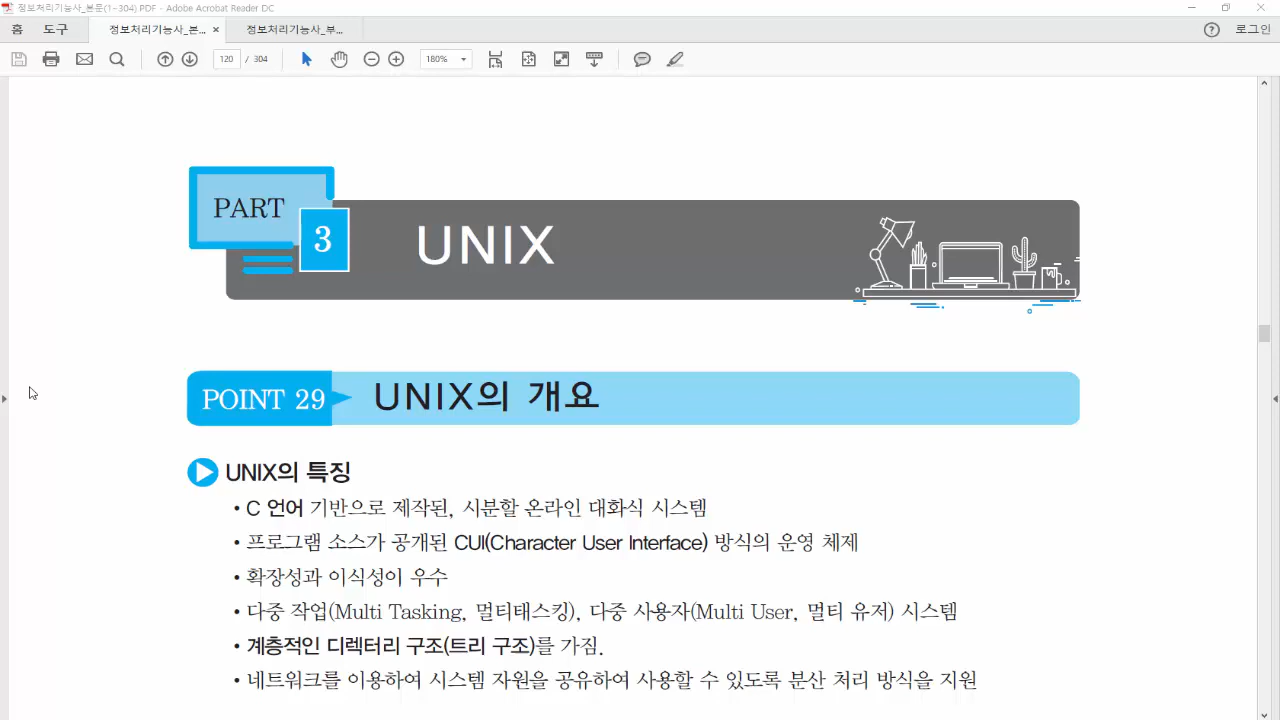 정보처리기능사_본문(1~304) PDF - Adobe Acrobat Reader DC
홈 도구 정보처리기능사_본... × 정보처리기능사_부... 로그인
120 / 304 180%
PART
3
UNIX
POINT 29 UNIX의 개요
UNIX의 특징
• C 언어 기반으로 제작된, 시분할 온라인 대화식 시스템
• 프로그램 소스가 공개된 CUI(Character User Interface) 방식의 운영 체제
• 확장성과 이식성이 우수
• 다중 작업(Multi Tasking, 멀티태스킹), 다중 사용자(Multi User, 멀티 유저) 시스템
• 계층적인 디렉터리 구조(트리 구조)를 가짐.
• 네트워크를 이용하여 시스템 자원을 공유하여 사용할 수 있도록 분산 처리 방식을 지원